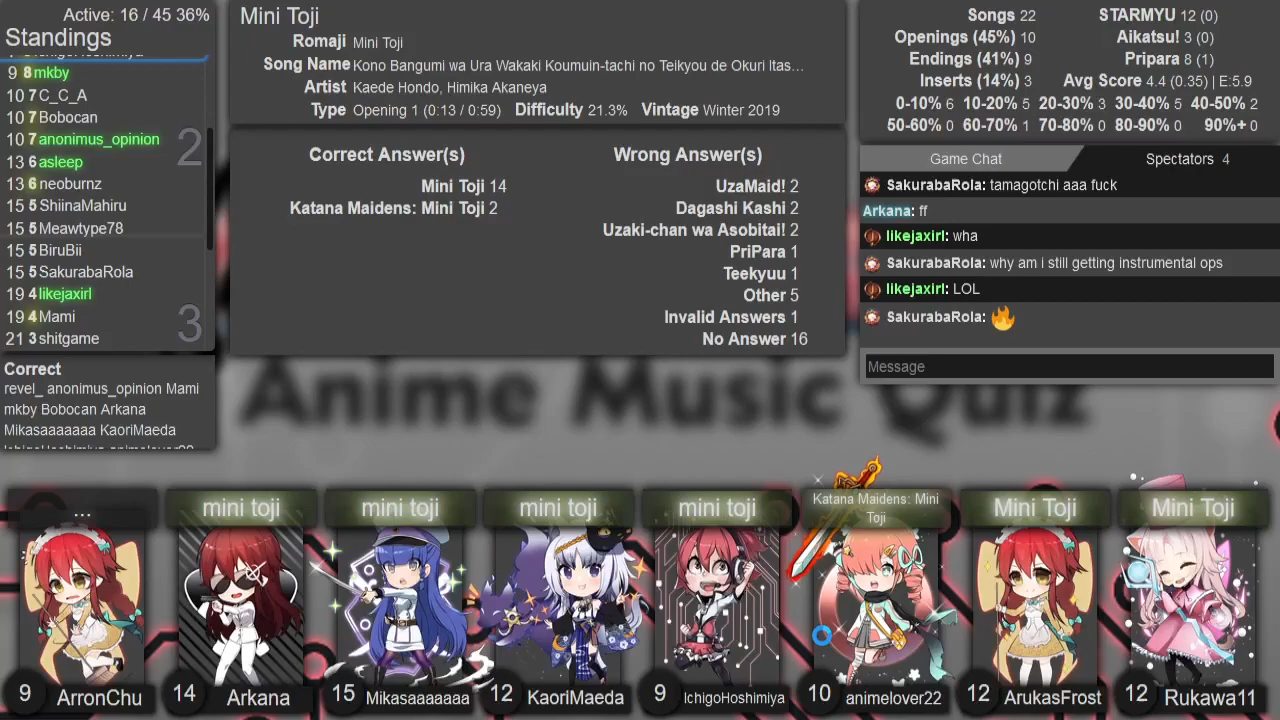 Active: 16 / 45 36%
Standings
9 8 mkby
10 7 C_C_A
10 7 Bobocan
10 7 anonimus_opinion
2
13 6 asleep
13 6 neoburnz
15 5 ShiinaMahiru
15 5 Meawtype78
15 5 BiruBii
15 5 SakurabaRola
19 4 likejaxirl
19 4 Mami
3
21 3 shitgame
Correct
revel_ anonimus_opinion Mami
mkby Bobocan Arkana
Mikasaaaaaaa KaoriMaeda
Mini Toji
Romaji Mini Toji
Song Name Kono Bangumi wa Ura Wakaki Koumuin-tachi no Teikyou de Okuri Itas...
Artist Kaede Hondo, Himika Akaneya
Type Opening 1 (0:13 / 0:59) Difficulty 21.3% Vintage Winter 2019
Correct Answer(s)
Mini Toji 14
Katana Maidens: Mini Toji 2
Wrong Answer(s)
UzaMaid! 2
Dagashi Kashi 2
Uzaki-chan wa Asobitai! 2
PriPara 1
Teekyuu 1
Other 5
Invalid Answers 1
No Answer 16
Songs 22 STARMYU 12 (0)
Openings (45%) 10 Aikatsu! 3 (0)
Endings (41%) 9 Pripara 8 (1)
Inserts (14%) 3 Avg Score 4.4 (0.35) | E:5.9
0-10% 6 10-20% 5 20-30% 3 30-40% 5 40-50% 2
50-60% 0 60-70% 1 70-80% 0 80-90% 0 90%+ 0
Game Chat Spectators 4
SakurabaRola: tamagotchi aaa fuck
Arkana: ff
likejaxirl: wha
SakurabaRola: why am i still getting instrumental ops
likejaxirl: LOL
SakurabaRola:
Message
Anime Music Quiz
...
mini toji
mini toji
mini toji
mini toji
Katana Maidens: Mini
Toji
Mini Toji
Mini Toji
9 ArronChu
14 Arkana
15 Mikasaaaaaaa
12 KaoriMaeda
9 IchigoHoshimiya
10 animelover22
12 ArukasFrost
12 Rukawa11